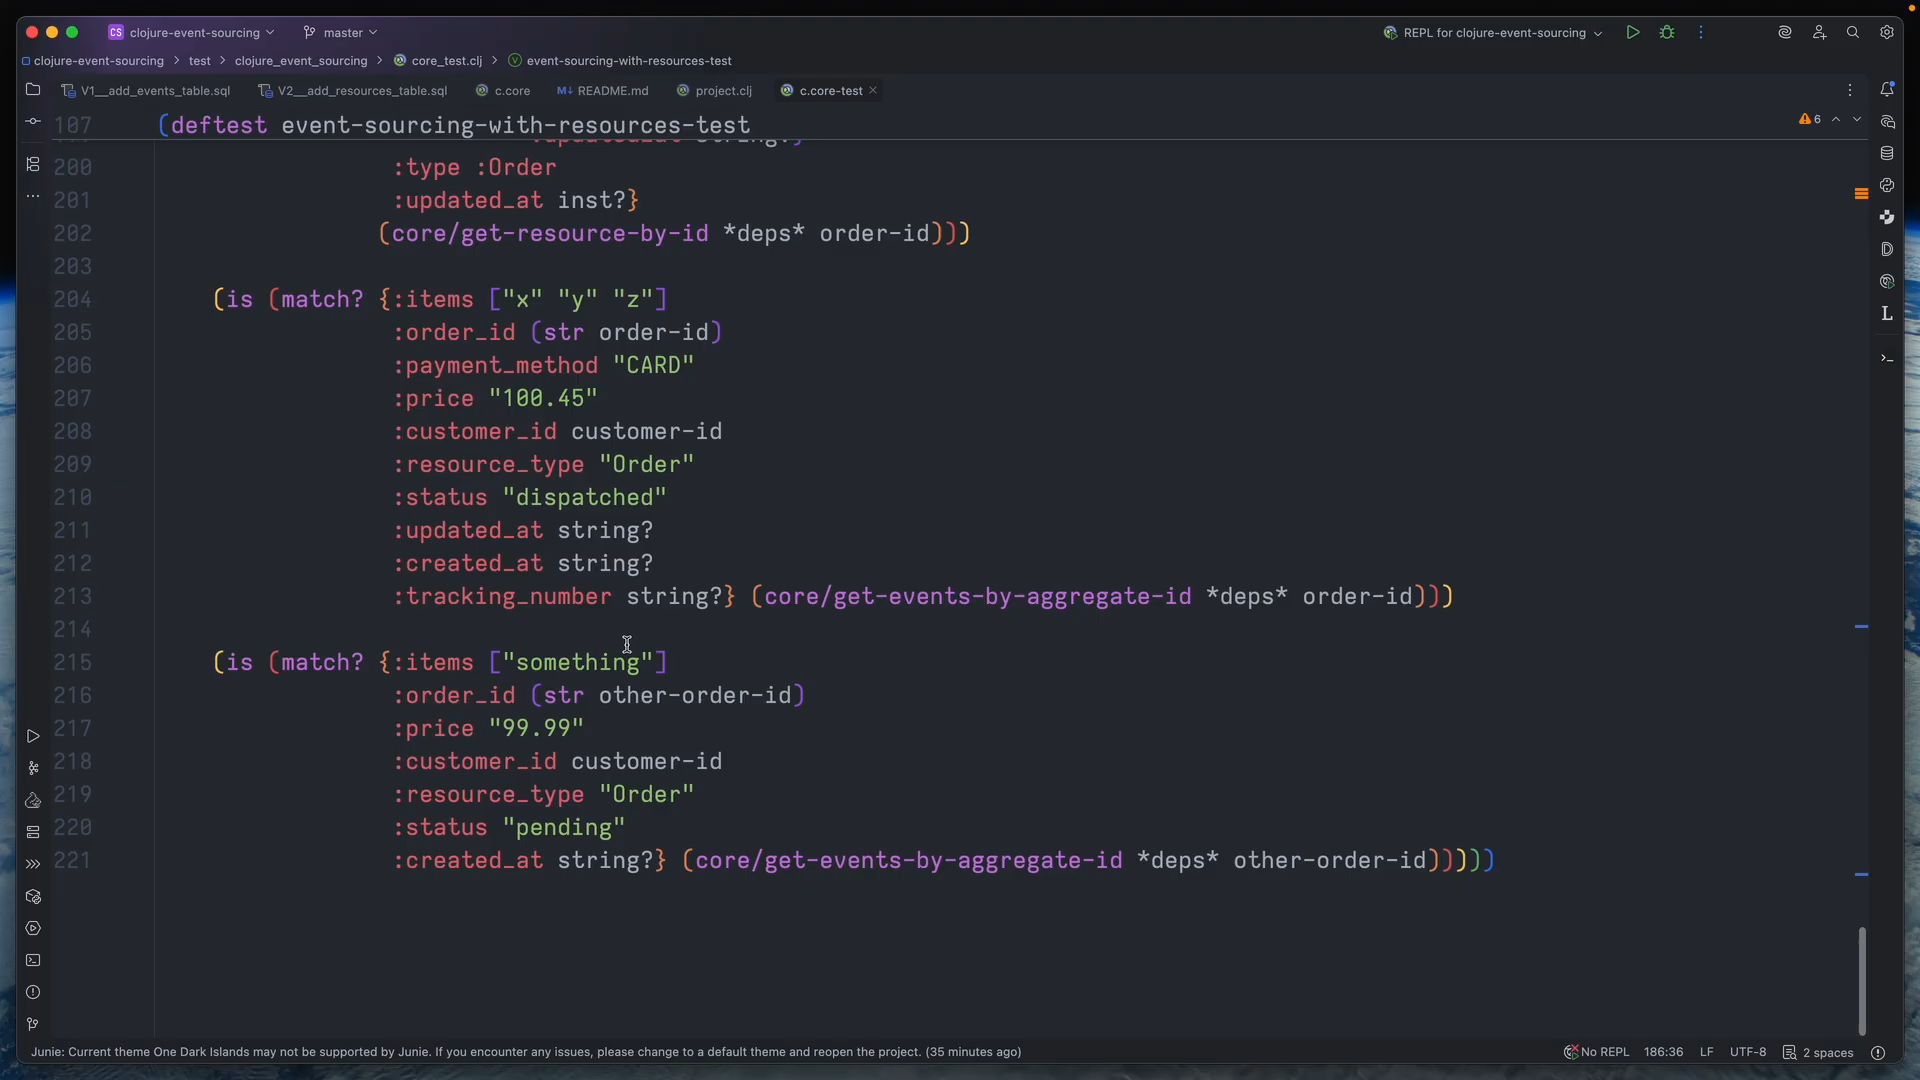 CS clojure-event-sourcing master REPL for clojure-event-sourcing
clojure-event-sourcing test clojure_event_sourcing core_test.clj event-sourcing-with-resources-test
V1__add_events_table.sql V2__add_resources_table.sql c.core M↓ README.md project.clj c.core-test
107 (deftest event-sourcing-with-resources-test 6
200 :type :Order
201 :updated_at inst?}
202 (core/get-resource-by-id *deps* order-id)))
203
204 (is (match? {:items ["x" "y" "z"]
205 :order_id (str order-id)
206 :payment_method "CARD"
207 :price "100.45"
208 :customer_id customer-id
209 :resource_type "Order"
210 :status "dispatched"
211 :updated_at string?
212 :created_at string?
213 :tracking_number string?} (core/get-events-by-aggregate-id *deps* order-id)))
214
215 (is (match? {:items ["something"]
216 :order_id (str other-order-id)
217 :price "99.99"
218 :customer_id customer-id
219 :resource_type "Order"
220 :status "pending"
221 :created_at string?} (core/get-events-by-aggregate-id *deps* other-order-id)))))
Junie: Current theme One Dark Islands may not be supported by Junie. If you encounter any issues, please change to a default theme and reopen the project. (35 minutes ago) No REPL 186:36 LF UTF-8 2 spaces